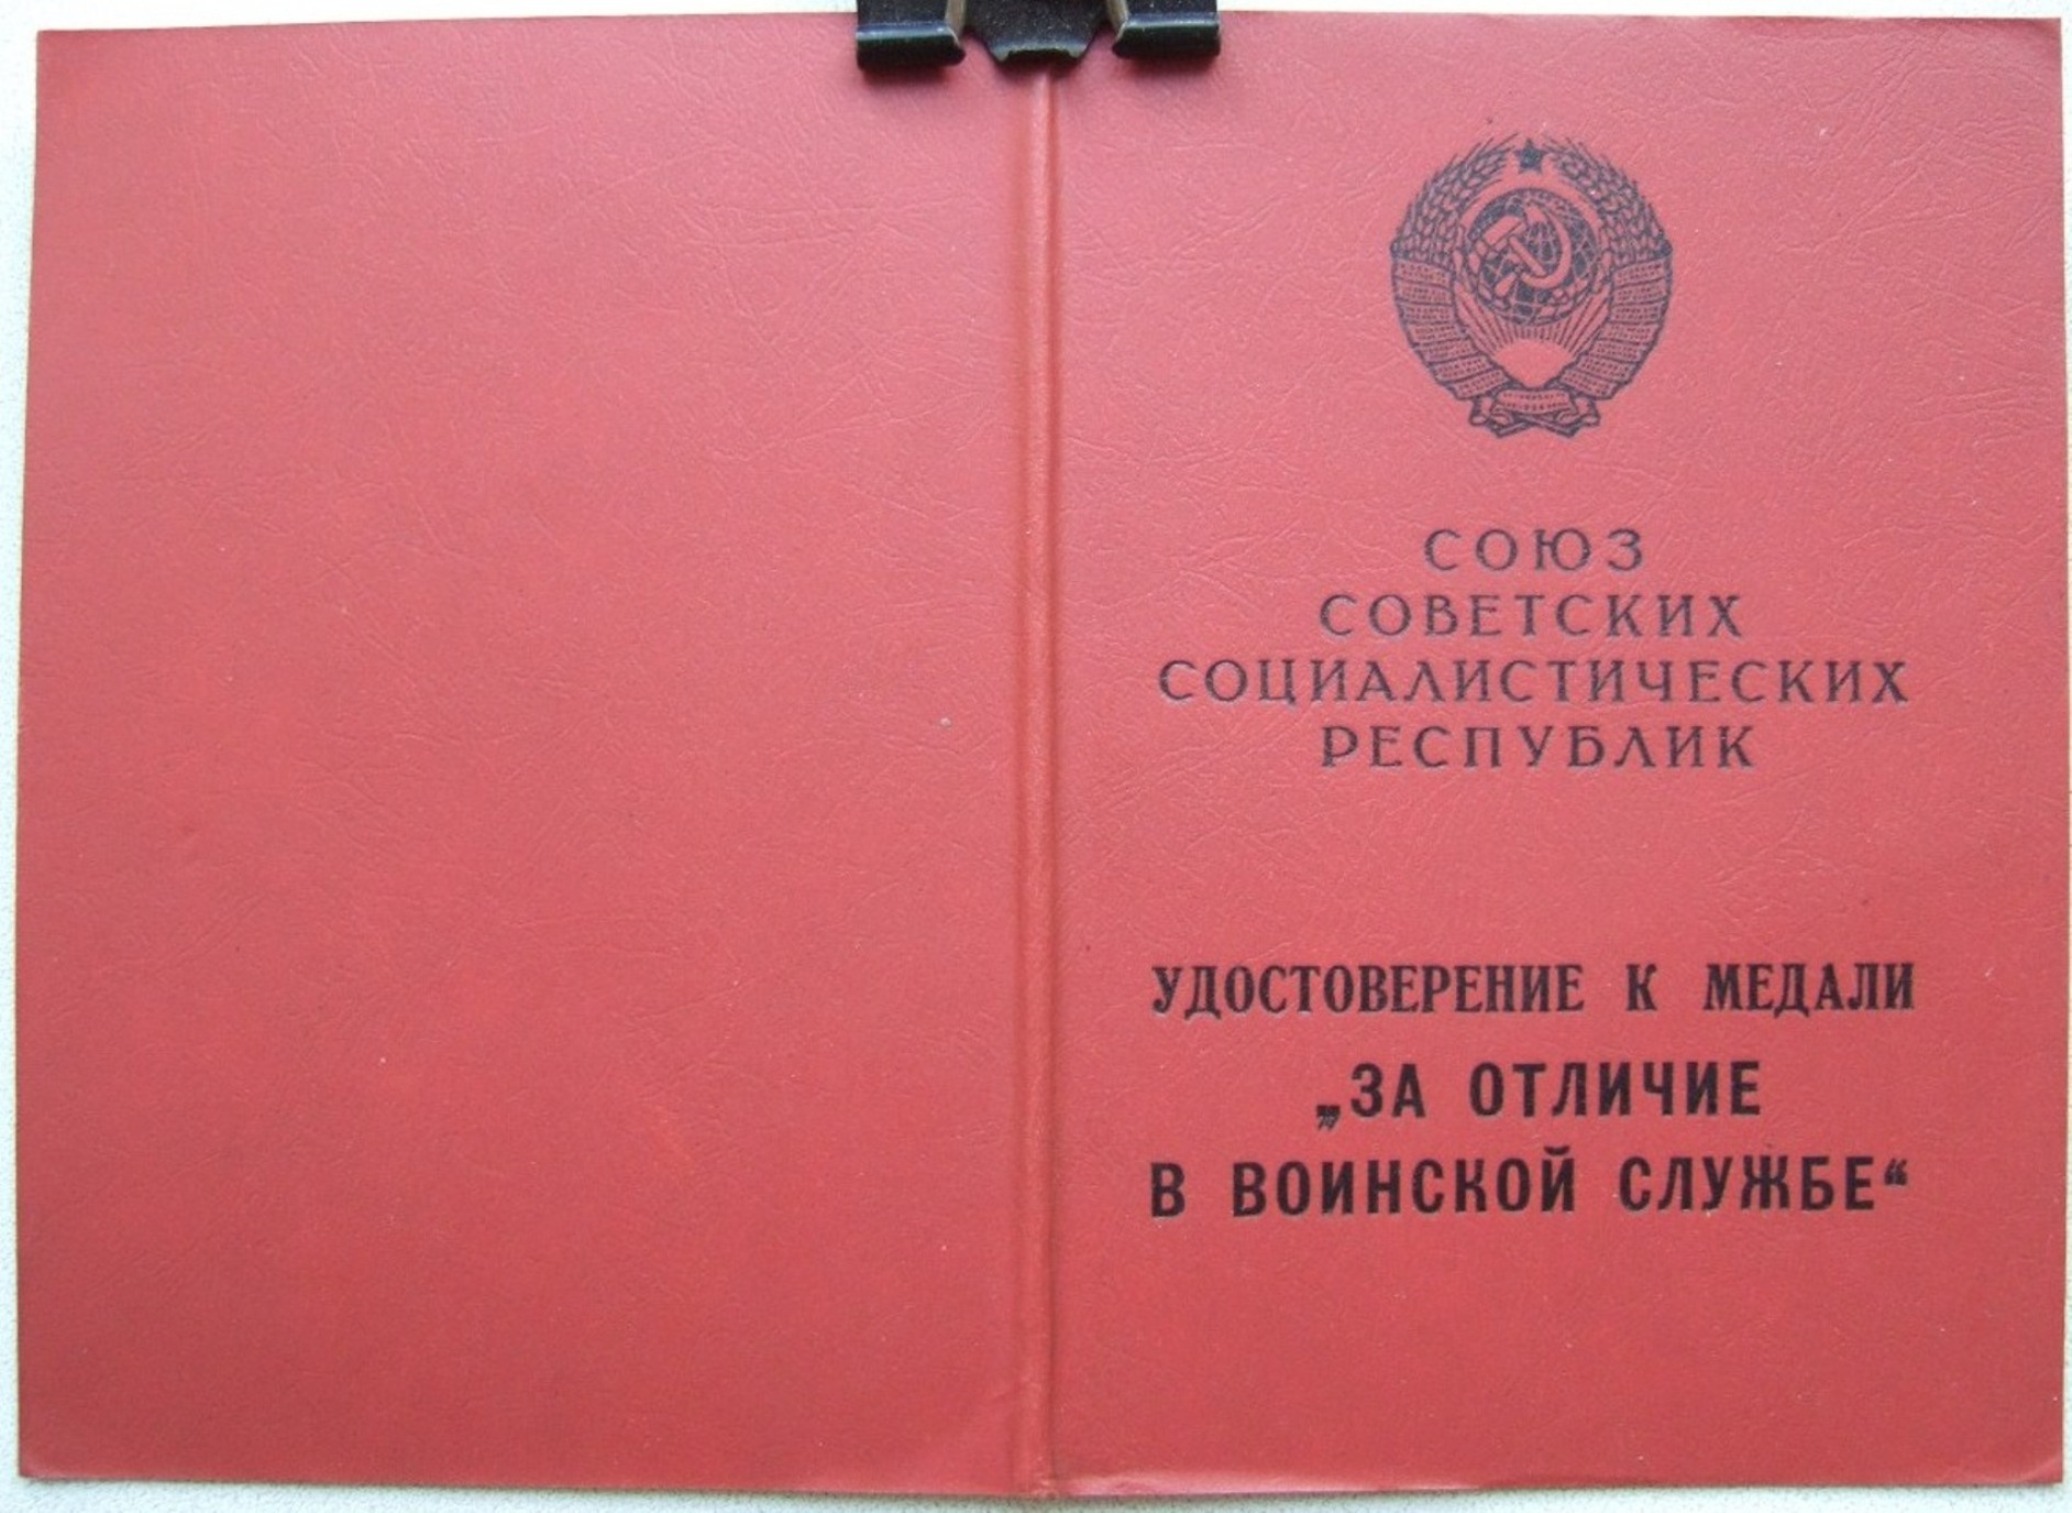 СОЮЗ
СОВЕТСКИХ
СОЦИАЛИСТИЧЕСКИХ
РЕСПУБЛИК
УДОСТОВЕРЕНИЕ К МЕДАЛИ
„ЗА ОТЛИЧИЕ
В ВОИНСКОЙ СЛУЖБЕ“